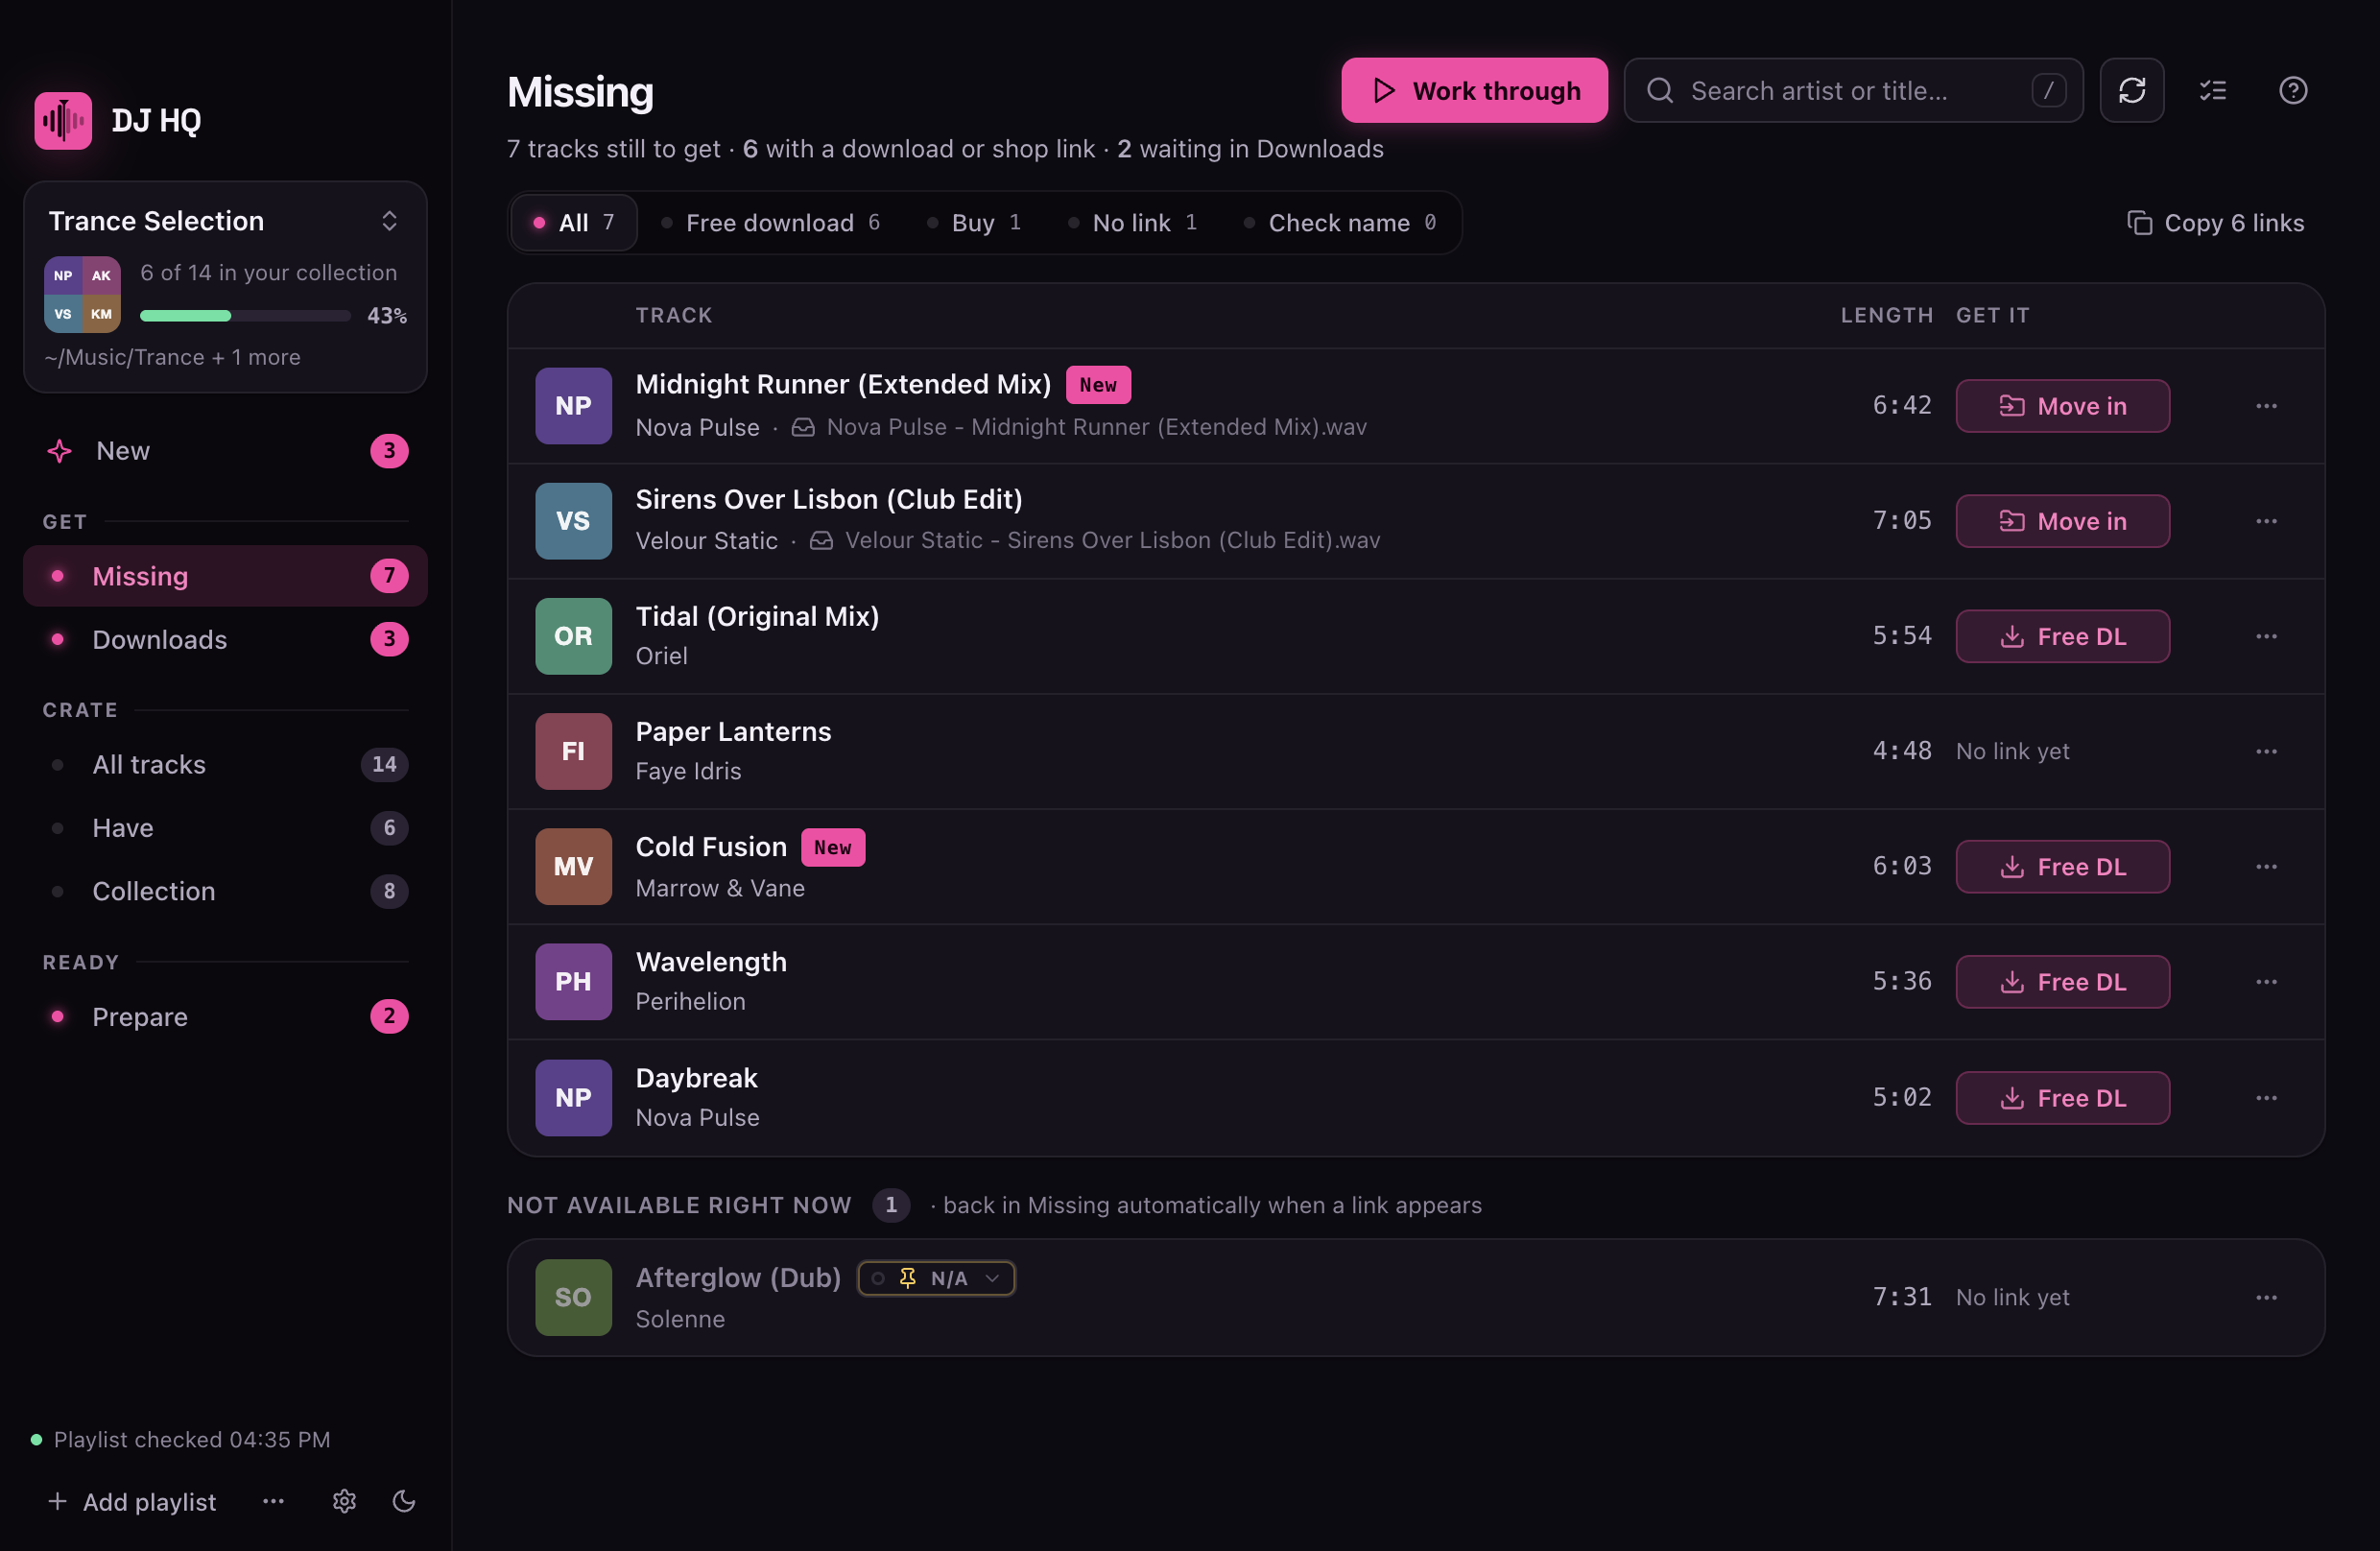 DJ HQ
Trance Selection
NP AK
VS KM
6 of 14 in your collection
43%
~/Music/Trance + 1 more
New 3
GET
Missing 7
Downloads 3
CRATE
All tracks 14
Have 6
Collection 8
READY
Prepare 2
Playlist checked 04:35 PM
Add playlist
Missing
Work through
Search artist or title... /
7 tracks still to get · 6 with a download or shop link · 2 waiting in Downloads
All 7 Free download 6 Buy 1 No link 1 Check name 0
Copy 6 links
TRACK LENGTH GET IT
NP
Midnight Runner (Extended Mix) New
Nova Pulse · Nova Pulse - Midnight Runner (Extended Mix).wav
6:42 Move in
VS
Sirens Over Lisbon (Club Edit)
Velour Static · Velour Static - Sirens Over Lisbon (Club Edit).wav
7:05 Move in
OR
Tidal (Original Mix)
Oriel
5:54 Free DL
FI
Paper Lanterns
Faye Idris
4:48 No link yet
MV
Cold Fusion New
Marrow & Vane
6:03 Free DL
PH
Wavelength
Perihelion
5:36 Free DL
NP
Daybreak
Nova Pulse
5:02 Free DL
NOT AVAILABLE RIGHT NOW 1 · back in Missing automatically when a link appears
SO
Afterglow (Dub) N/A
Solenne
7:31 No link yet